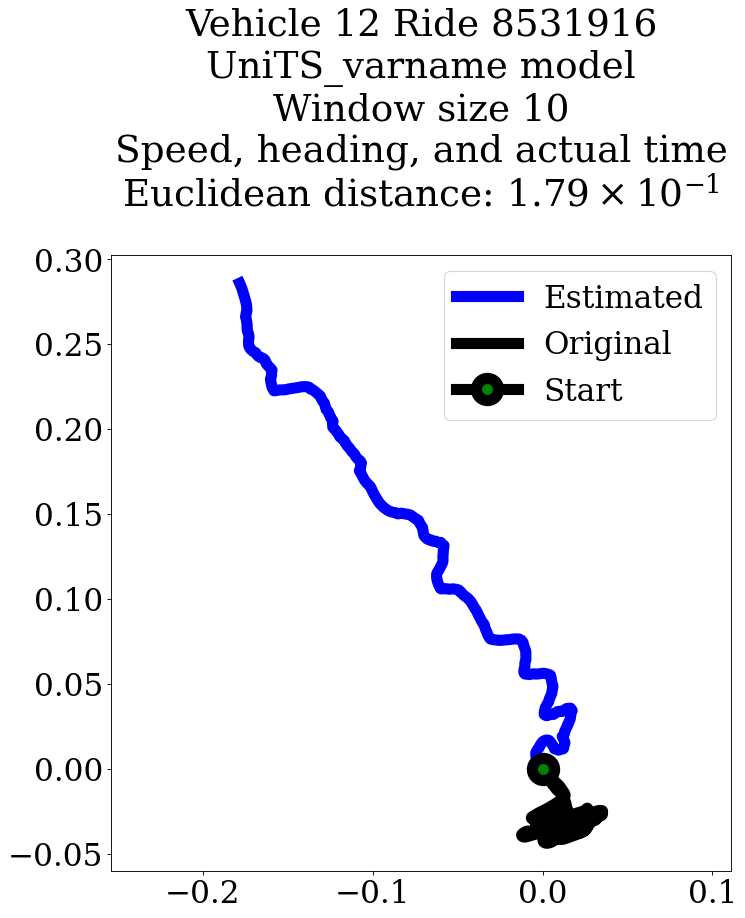 Vehicle 12 Ride 8531916
UniTS_varname model
Window size 10
Speed, heading, and actual time
Euclidean distance: 1.79 × 10⁻¹
0.30
0.25
0.20
0.15
0.10
0.05
0.00
−0.05
−0.2
−0.1
0.0
0.1
Estimated
Original
Start